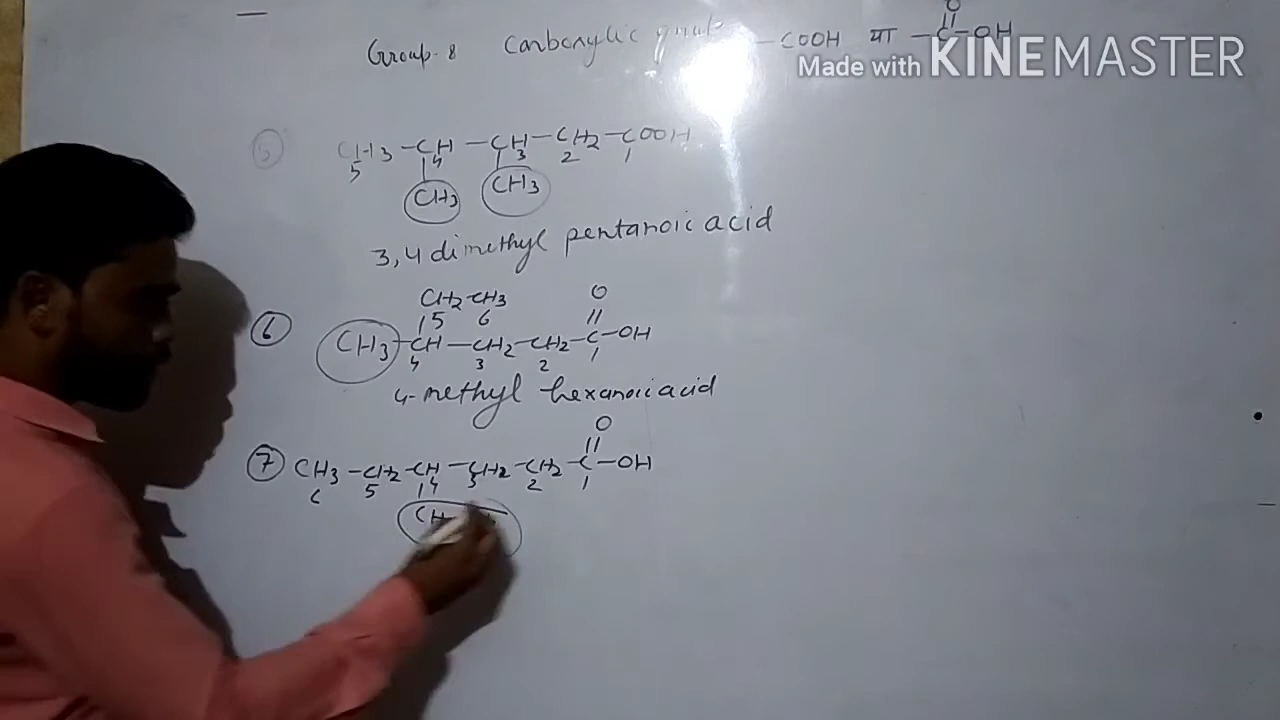 O
Group-8 Carboxylic -COOH या -C-OH
Made with KINEMASTER
5 CH3-CH-CH-CH2-COOH
5 4 3 2 1
CH3 CH3
3,4 dimethyl pentanoic acid
CH2-CH3 O
5 6
6 CH3-CH-CH2-CH2-C-OH
4 3 2 1
4-methyl hexanoic acid
O
7 CH3-CH2-CH-CH2-CH2-C-OH
6 5 4 3 2 1
CH